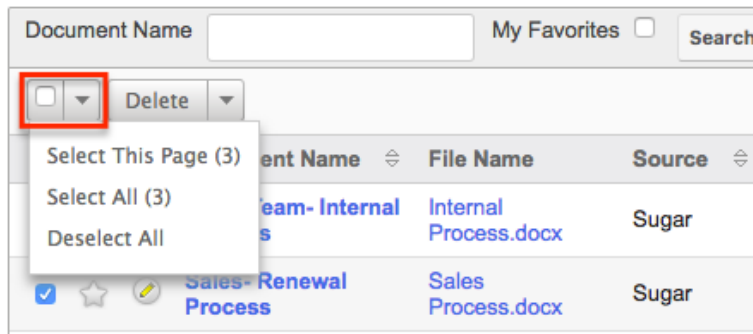 Document Name My Favorites Search
Delete
Select This Page (3)
Select All (3)
Deselect All
ent Name File Name Source
eam- Internal Internal
s Process.docx Sugar
Sales- Renewal Sales
Process Process.docx Sugar